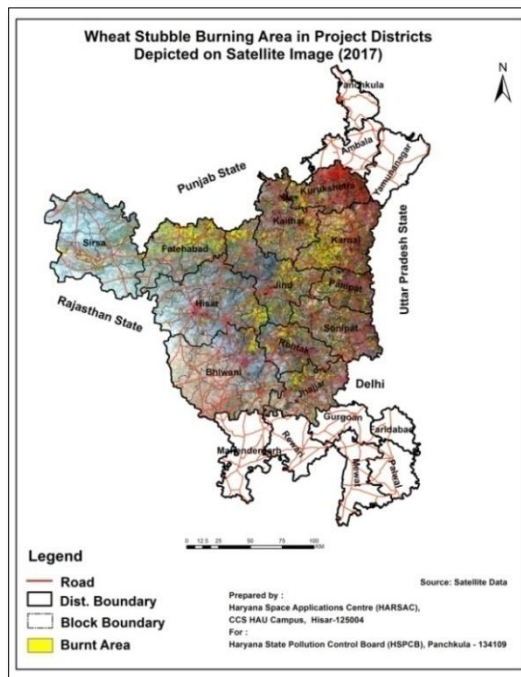 Wheat Stubble Burning Area in Project Districts
Depicted on Satellite Image (2017)
N
Panchkula
Ambala
Yamunanagar
Punjab State
Kurukshetra
Kaithal
Karnal
Sirsa
Fatehabad
Uttar Pradesh State
Jind
Panipat
Rajasthan State
Hisar
Sonipat
Rohtak
Bhiwani
Delhi
Jhajjar
Gurgoan
Faridabad
Rewari
Mahendergarh
Mewat
Palwal
0 12.5 25 50 75 100
KM
Legend
Road
Dist. Boundary
Block Boundary
Burnt Area
Source: Satellite Data
Prepared by :
Haryana Space Applications Centre (HARSAC),
CCS HAU Campus, Hisar-125004
For :
Haryana State Pollution Control Board (HSPCB), Panchkula - 134109